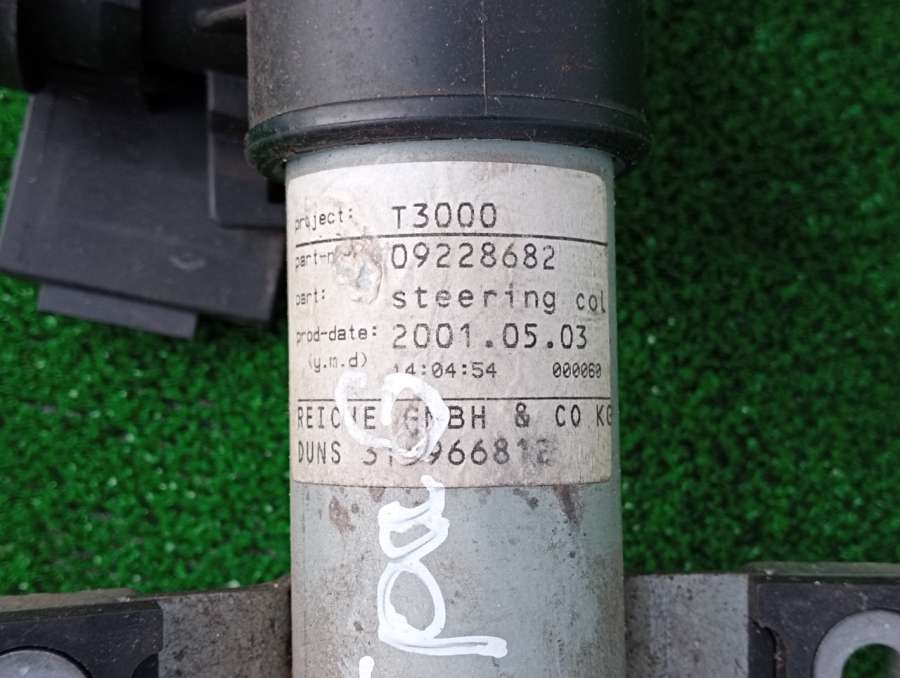 project: T3000
09228682
part: steering col
prod-date: 2001.05.03
(y.m.d) 14:04:54 000060
REICHE GMBH & CO KG
DUNS